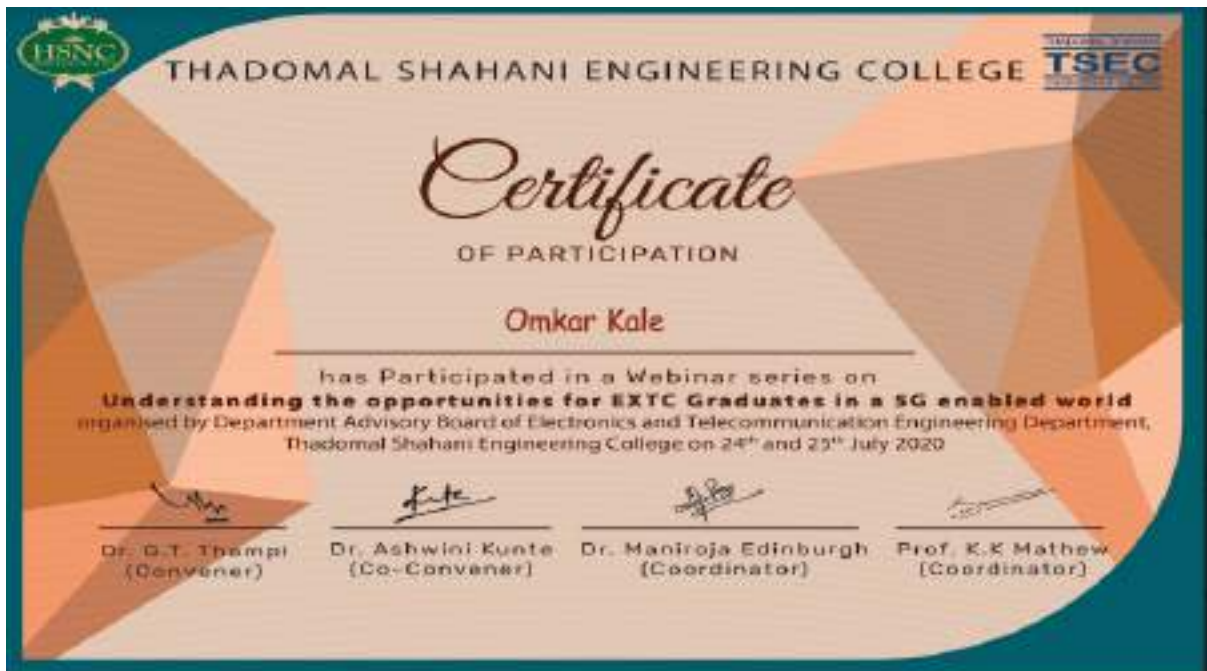 HSNC
THADOMAL SHAHANI ENGINEERING COLLEGE
TSEC
Certificate
OF PARTICIPATION
Omkar Kale
has Participated in a Webinar series on
Understanding the opportunities for EXTC Graduates in a 5G enabled world
organised by Department Advisory Board of Electronics and Telecommunication Engineering Department,
Thadomal Shahani Engineering College on 24th and 25th July 2020
Dr. G.T. Thampi Dr. Ashwini Kunte Dr. Maniroja Edinburgh Prof. K.K Mathew
(Convener) (Co-Convener) (Coordinator) (Coordinator)